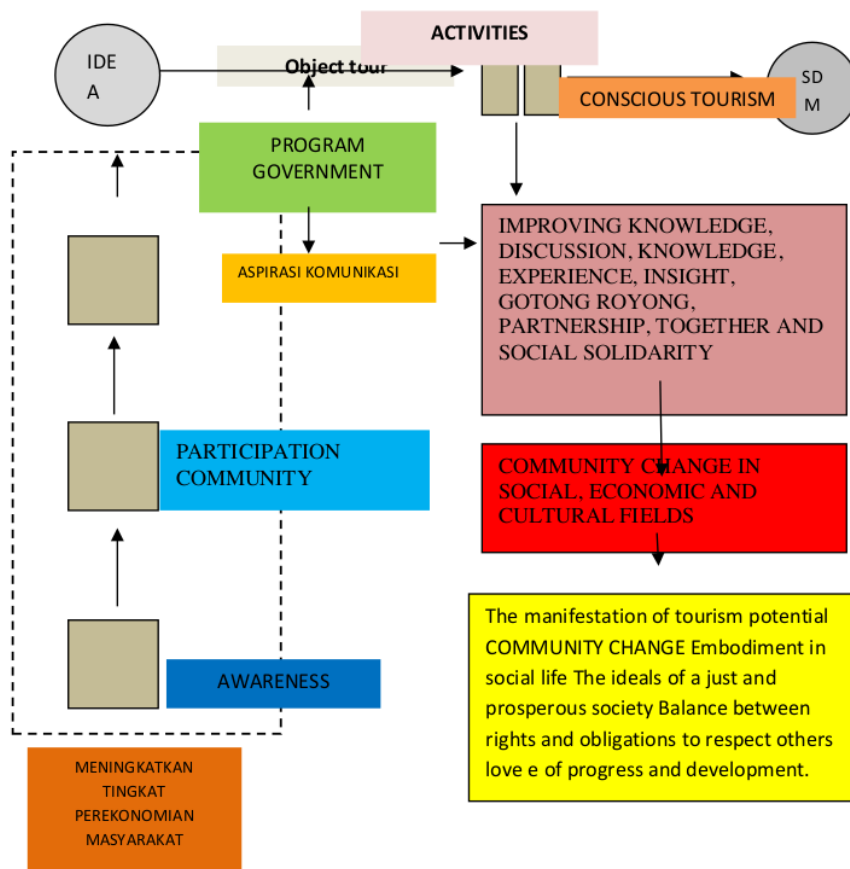 ACTIVITIES
IDE
A
Object tour
SD
M
CONSCIOUS TOURISM
PROGRAM
GOVERNMENT
ASPIRASI KOMUNIKASI
IMPROVING KNOWLEDGE,
DISCUSSION, KNOWLEDGE,
EXPERIENCE, INSIGHT,
GOTONG ROYONG,
PARTNERSHIP, TOGETHER AND
SOCIAL SOLIDARITY
PARTICIPATION
COMMUNITY
COMMUNITY CHANGE IN
SOCIAL, ECONOMIC AND
CULTURAL FIELDS
The manifestation of tourism potential
COMMUNITY CHANGE Embodiment in
social life The ideals of a just and
prosperous society Balance between
rights and obligations to respect others
love e of progress and development.
AWARENESS
MENINGKATKAN
TINGKAT
PEREKONOMIAN
MASYARAKAT